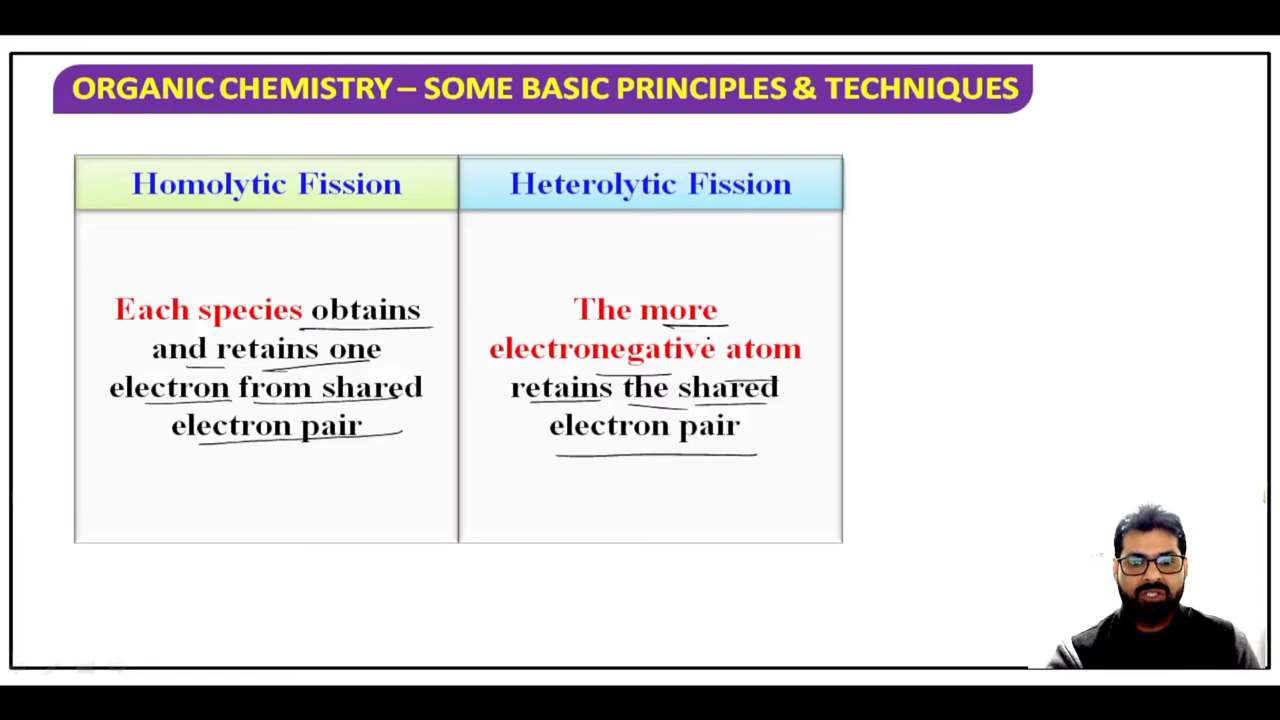 ORGANIC CHEMISTRY – SOME BASIC PRINCIPLES & TECHNIQUES
Homolytic Fission
Each species obtains
and retains one
electron from shared
electron pair
Heterolytic Fission
The more
electronegative atom
retains the shared
electron pair